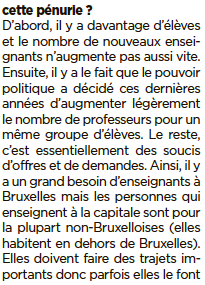 cette pénurie ?
D'abord, il y a davantage d'élèves
et le nombre de nouveaux ensei-
gnants n'augmente pas aussi vite.
Ensuite, il y a le fait que le pouvoir
politique a décidé ces dernières
années d'augmenter légèrement
le nombre de professeurs pour un
même groupe d'élèves. Le reste,
c'est essentiellement des soucis
d'offres et de demandes. Ainsi, il y
a un grand besoin d'enseignants à
Bruxelles mais les personnes qui
enseignent à la capitale sont pour
la plupart non-Bruxelloises (elles
habitent en dehors de Bruxelles).
Elles doivent faire des trajets im-
portants donc parfois elles le font